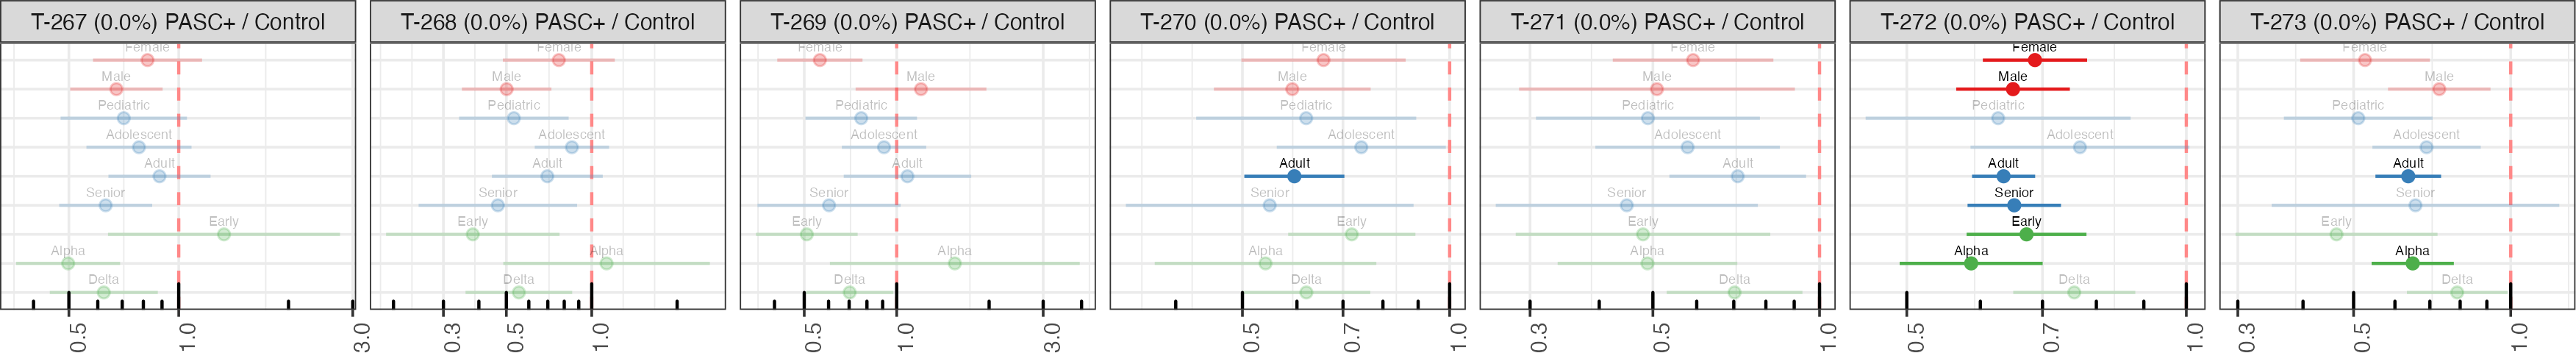 T-267 (0.0%) PASC+ / Control
Female
Male
Pediatric
Adolescent
Adult
Senior
Early
Alpha
Delta
0.5
1.0
3.0
T-268 (0.0%) PASC+ / Control
Female
Male
Pediatric
Adolescent
Adult
Senior
Early
Alpha
Delta
0.3
0.5
1.0
T-269 (0.0%) PASC+ / Control
Female
Male
Pediatric
Adolescent
Adult
Senior
Early
Alpha
Delta
0.5
1.0
3.0
T-270 (0.0%) PASC+ / Control
Female
Male
Pediatric
Adolescent
Adult
Senior
Early
Alpha
Delta
0.5
0.7
1.0
T-271 (0.0%) PASC+ / Control
Female
Male
Pediatric
Adolescent
Adult
Senior
Early
Alpha
Delta
0.3
0.5
1.0
T-272 (0.0%) PASC+ / Control
Female
Male
Pediatric
Adolescent
Adult
Senior
Early
Alpha
Delta
0.5
0.7
1.0
T-273 (0.0%) PASC+ / Control
Female
Male
Pediatric
Adolescent
Adult
Senior
Early
Alpha
Delta
0.3
0.5
1.0